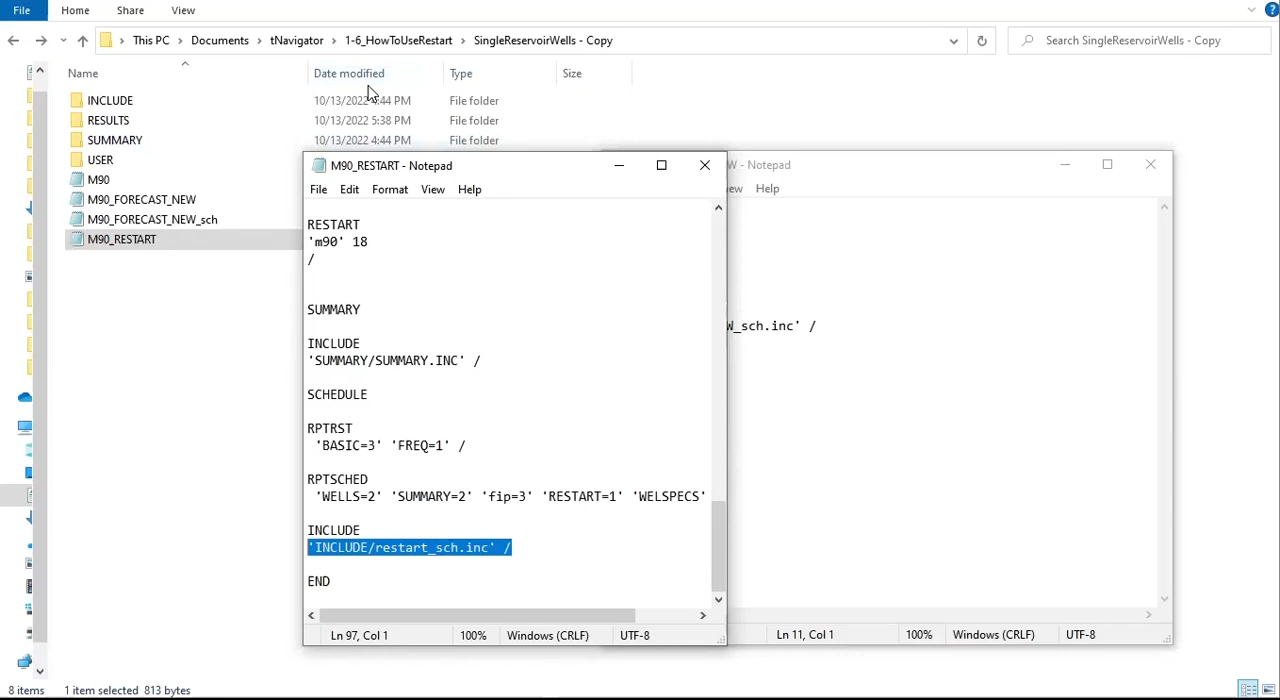 File Home Share View
This PC > Documents > tNavigator > 1-6_HowToUseRestart > SingleReservoirWells - Copy
Search SingleReservoirWells - Copy
Name Date modified Type Size
INCLUDE 10/13/2022 4:44 PM File folder
RESULTS 10/13/2022 5:38 PM File folder
SUMMARY 10/13/2022 4:44 PM File folder
USER
M90
M90_FORECAST_NEW
M90_FORECAST_NEW_sch
M90_RESTART
M90_RESTART - Notepad
File Edit Format View Help
RESTART
'm90' 18
/
SUMMARY
INCLUDE
'SUMMARY/SUMMARY.INC' /
SCHEDULE
RPTRST
'BASIC=3' 'FREQ=1' /
RPTSCHED
'WELLS=2' 'SUMMARY=2' 'fip=3' 'RESTART=1' 'WELSPECS'
INCLUDE
'INCLUDE/restart_sch.inc' /
END
Ln 97, Col 1 100% Windows (CRLF) UTF-8
W - Notepad
ew Help
W_sch.inc' /
Ln 11, Col 1 100% Windows (CRLF) UTF-8
8 items 1 item selected 813 bytes